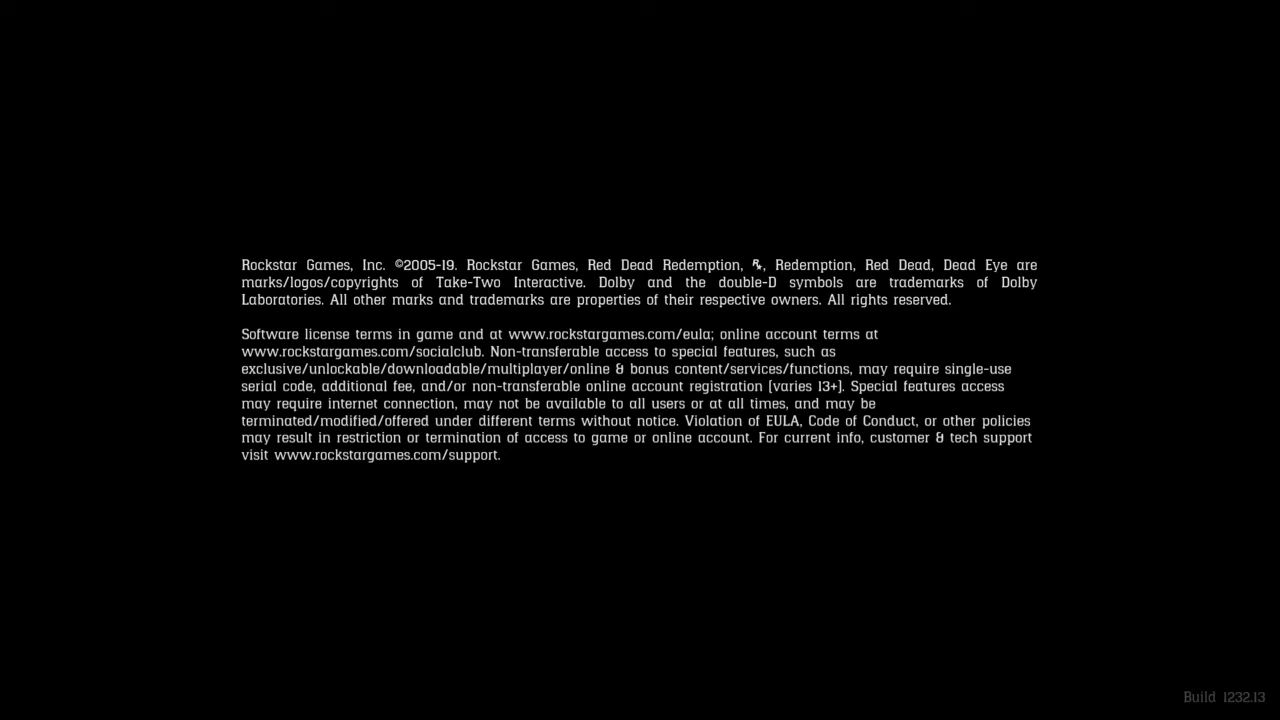 Rockstar Games, Inc. ©2005-19. Rockstar Games, Red Dead Redemption, R★, Redemption, Red Dead, Dead Eye are
marks/logos/copyrights of Take-Two Interactive. Dolby and the double-D symbols are trademarks of Dolby
Laboratories. All other marks and trademarks are properties of their respective owners. All rights reserved.
Software license terms in game and at www.rockstargames.com/eula; online account terms at
www.rockstargames.com/socialclub. Non-transferable access to special features, such as
exclusive/unlockable/downloadable/multiplayer/online & bonus content/services/functions, may require single-use
serial code, additional fee, and/or non-transferable online account registration (varies 13+). Special features access
may require internet connection, may not be available to all users or at all times, and may be
terminated/modified/offered under different terms without notice. Violation of EULA, Code of Conduct, or other policies
may result in restriction or termination of access to game or online account. For current info, customer & tech support
visit www.rockstargames.com/support.
Build 1232.13